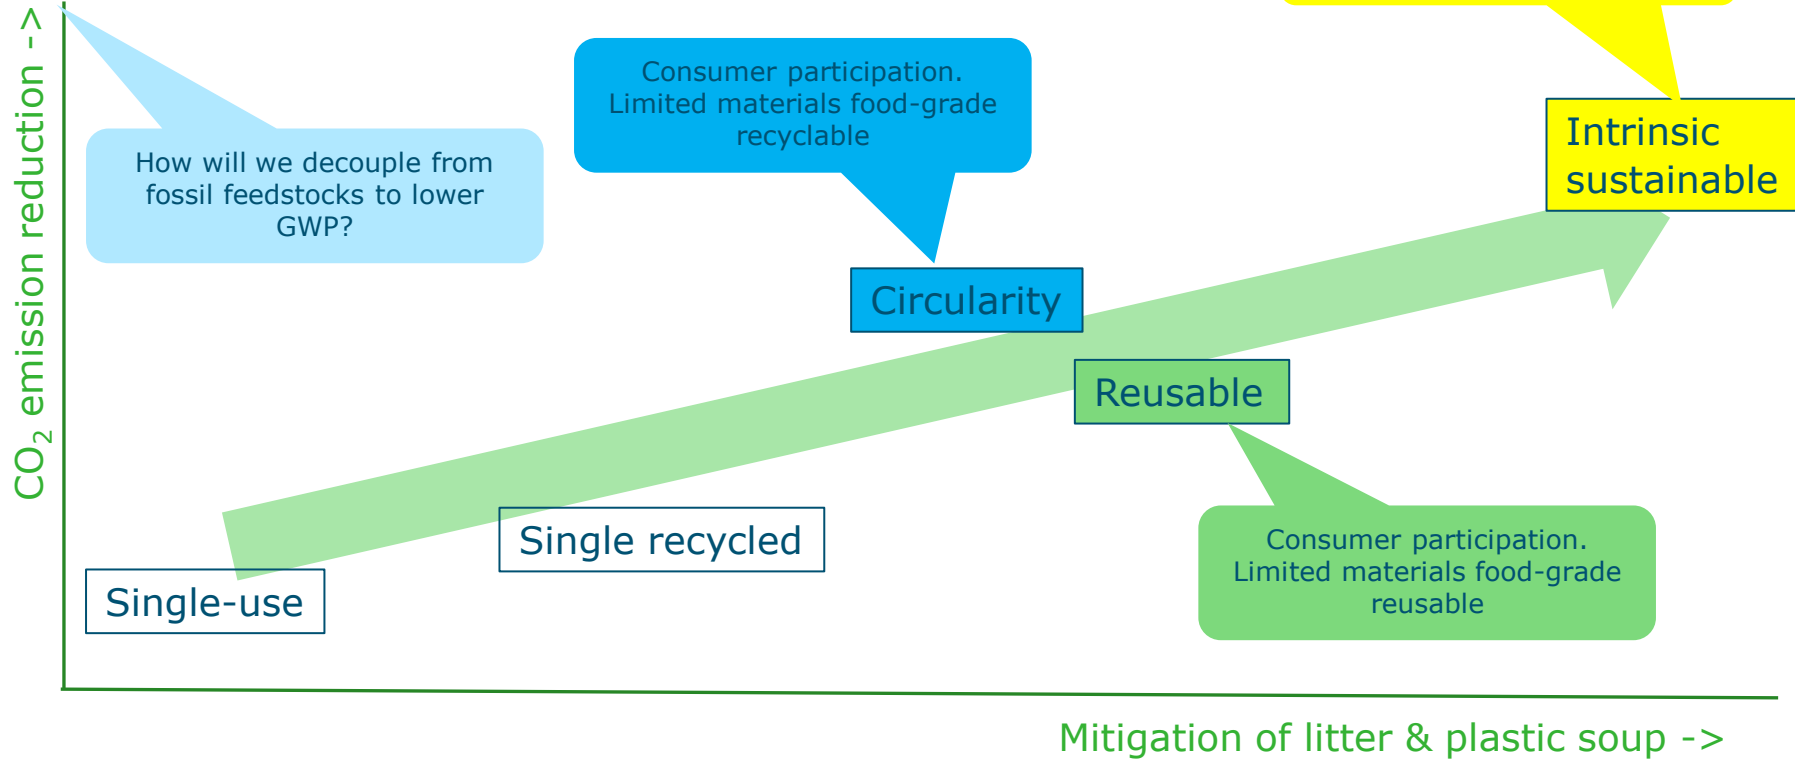 CO2 emission reduction ->
How will we decouple from
fossil feedstocks to lower
GWP?
Consumer participation.
Limited materials food-grade
recyclable
Intrinsic
sustainable
Circularity
Reusable
Single recycled
Consumer participation.
Limited materials food-grade
reusable
Single-use
Mitigation of litter & plastic soup ->